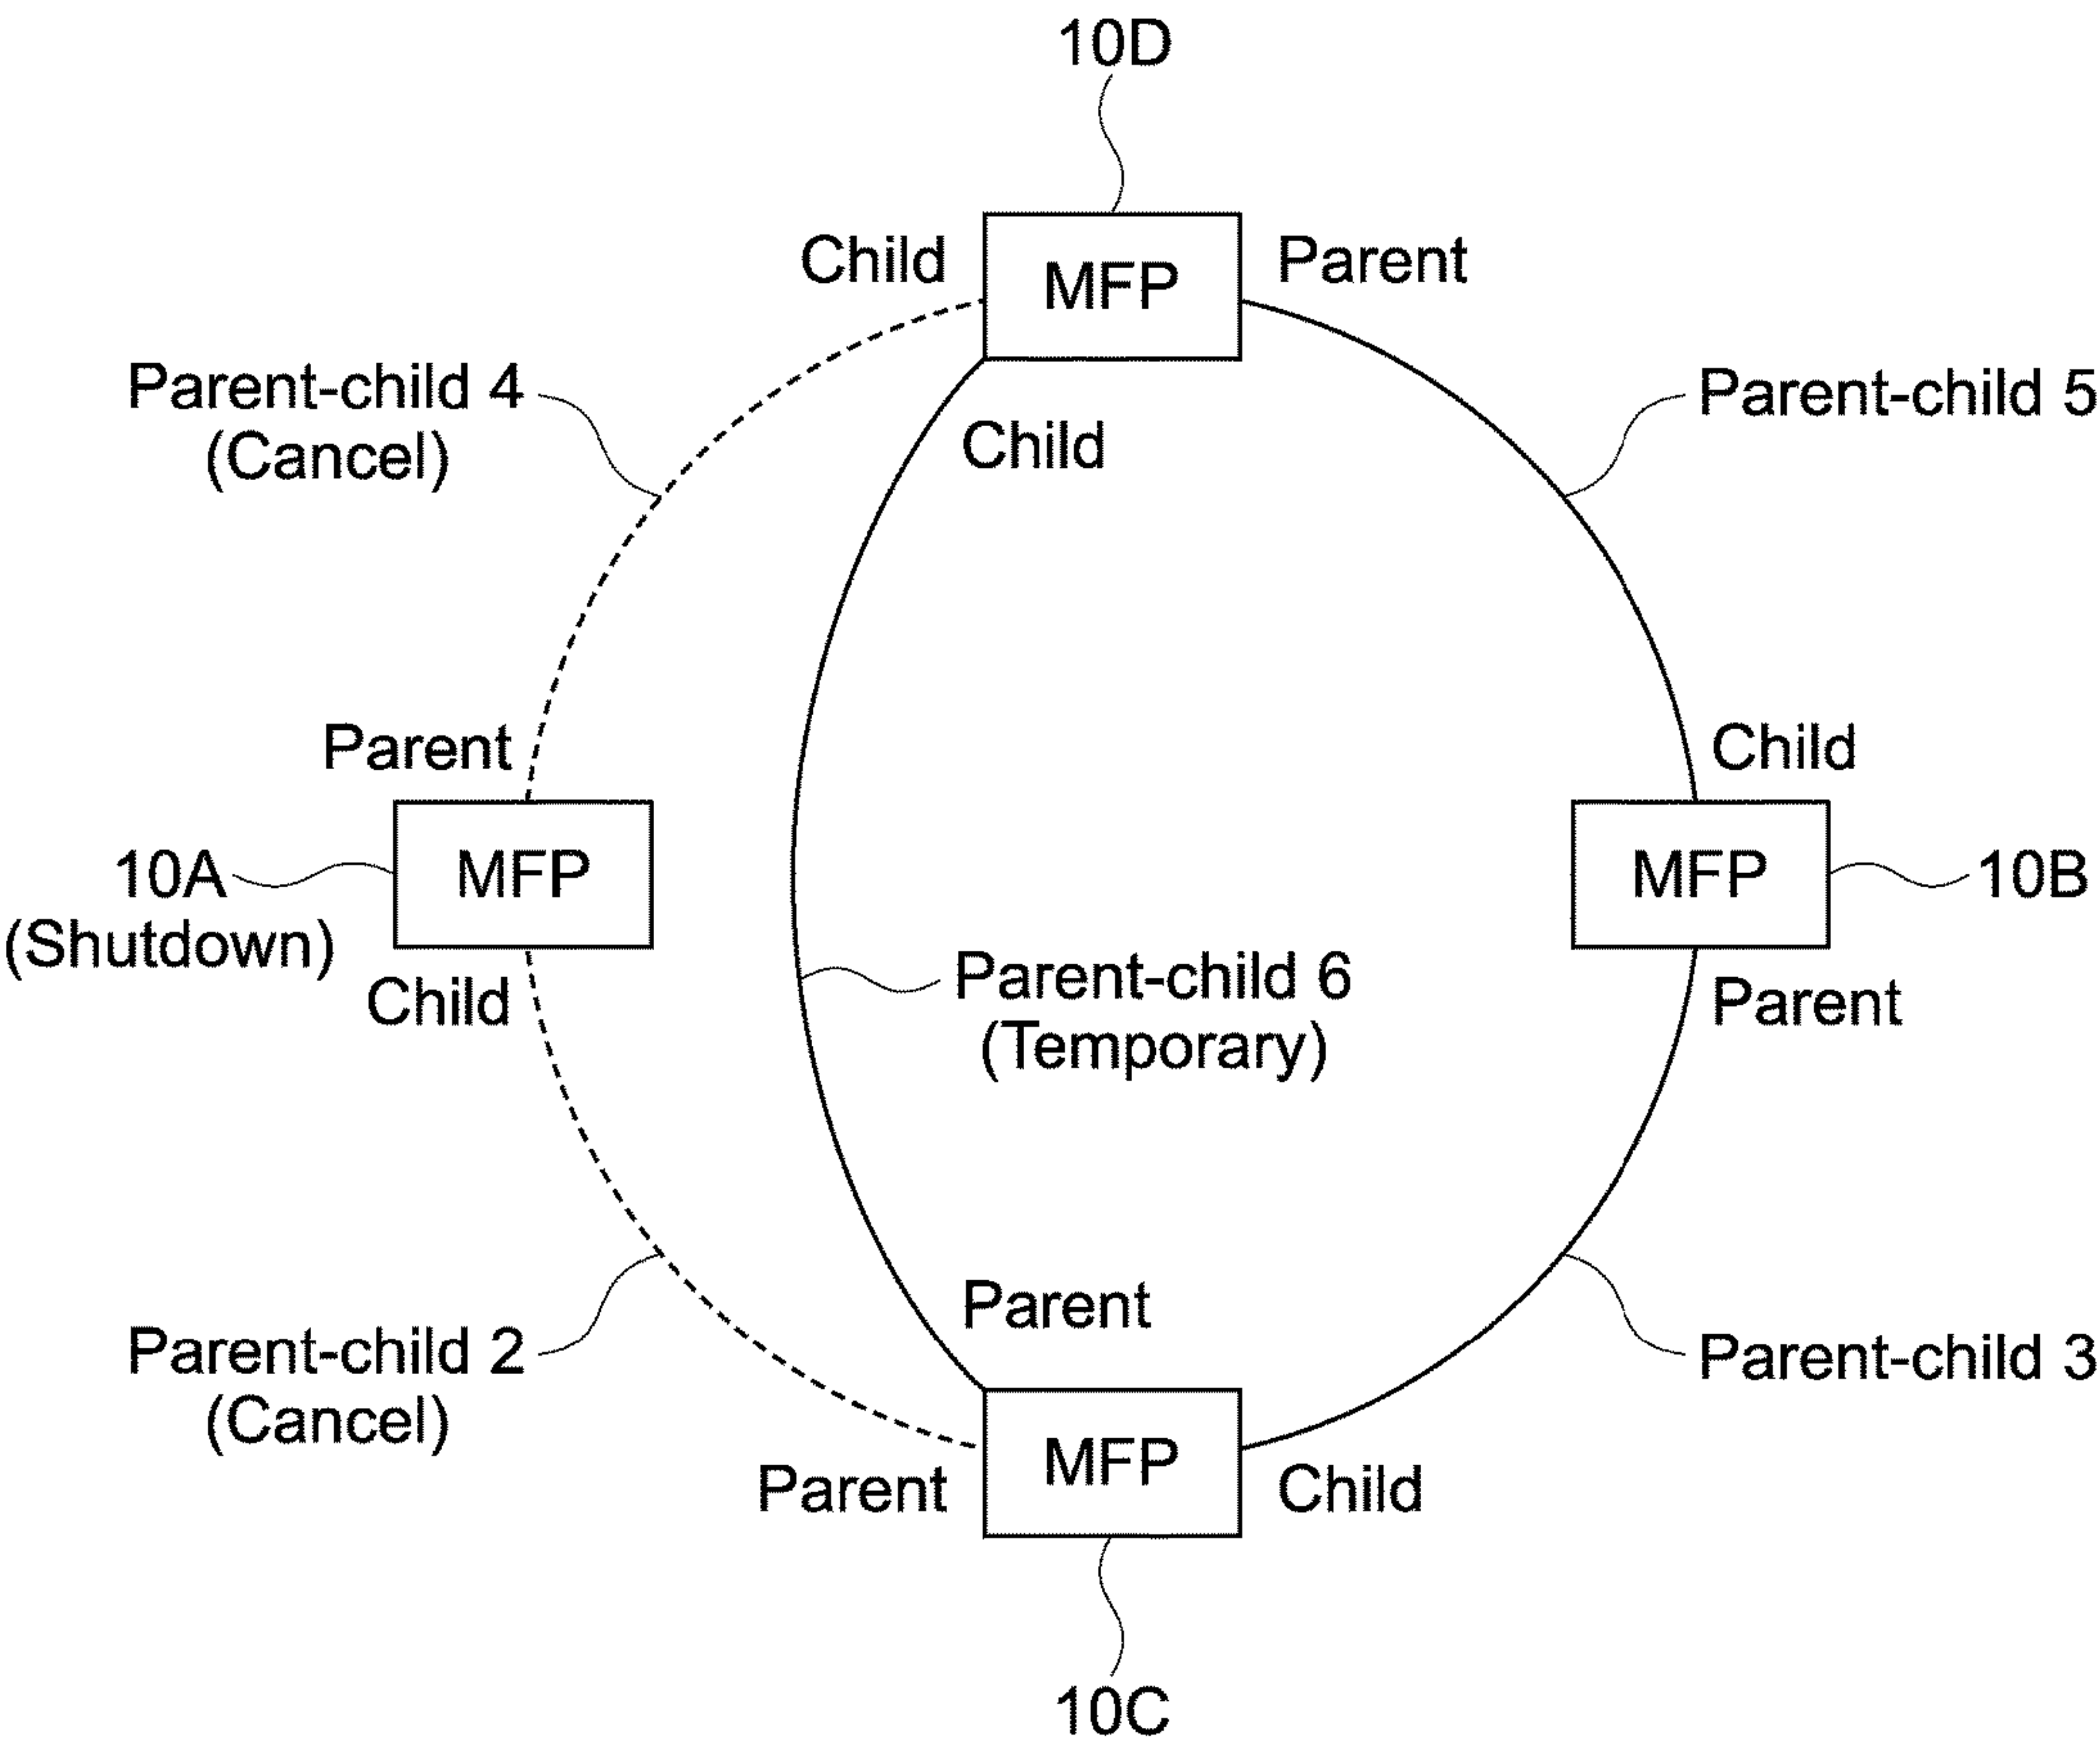 10D
Child
MFP
Parent
Parent-child 4
(Cancel)
Child
Parent-child 5
Parent
Child
10A
(Shutdown)
MFP
MFP
10B
Child
Parent-child 6
(Temporary)
Parent
Parent
Parent-child 2
(Cancel)
Parent-child 3
Parent
MFP
Child
10C